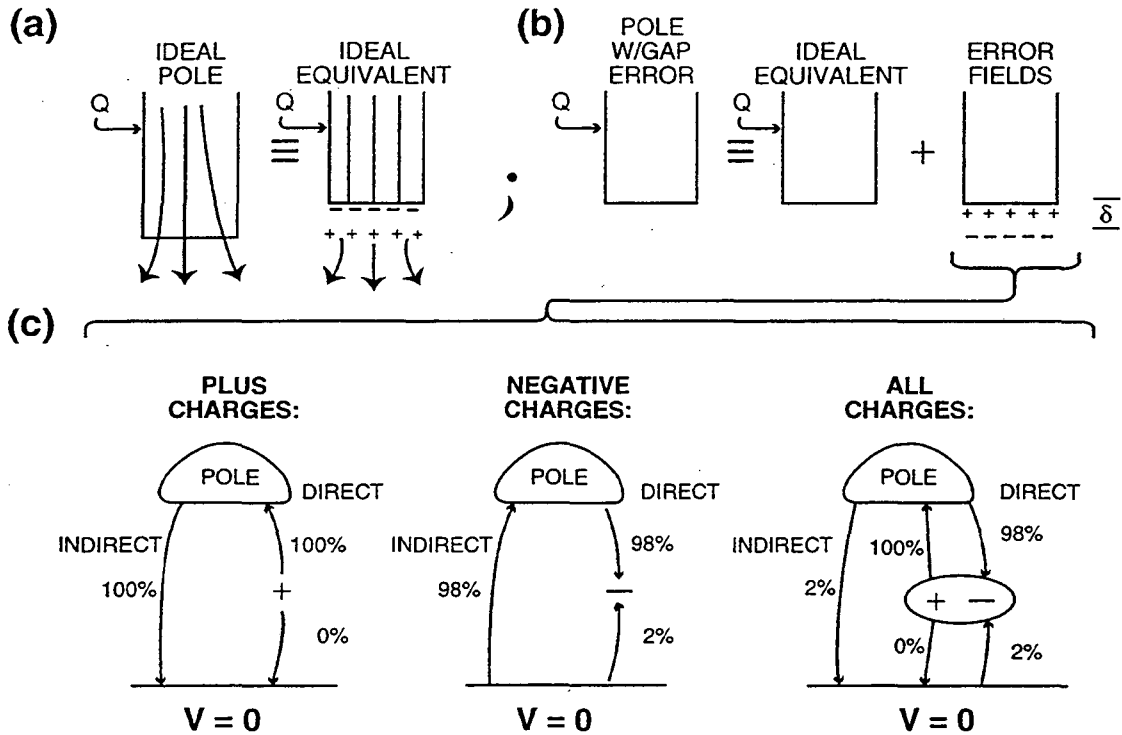 (a)
IDEAL
POLE
Q
≡
IDEAL
EQUIVALENT
Q
– – – – –
+ + + + +
;
(b)
POLE
W/GAP
ERROR
Q
≡
IDEAL
EQUIVALENT
Q
+
ERROR
FIELDS
+ + + + +
– – – – –
δ
(c)
PLUS
CHARGES:
POLE
DIRECT
INDIRECT
100%
100%
+
0%
V = 0
NEGATIVE
CHARGES:
POLE
DIRECT
INDIRECT
98%
98%
–
2%
V = 0
ALL
CHARGES:
POLE
DIRECT
INDIRECT
100%
98%
2%
+ –
0%
2%
V = 0